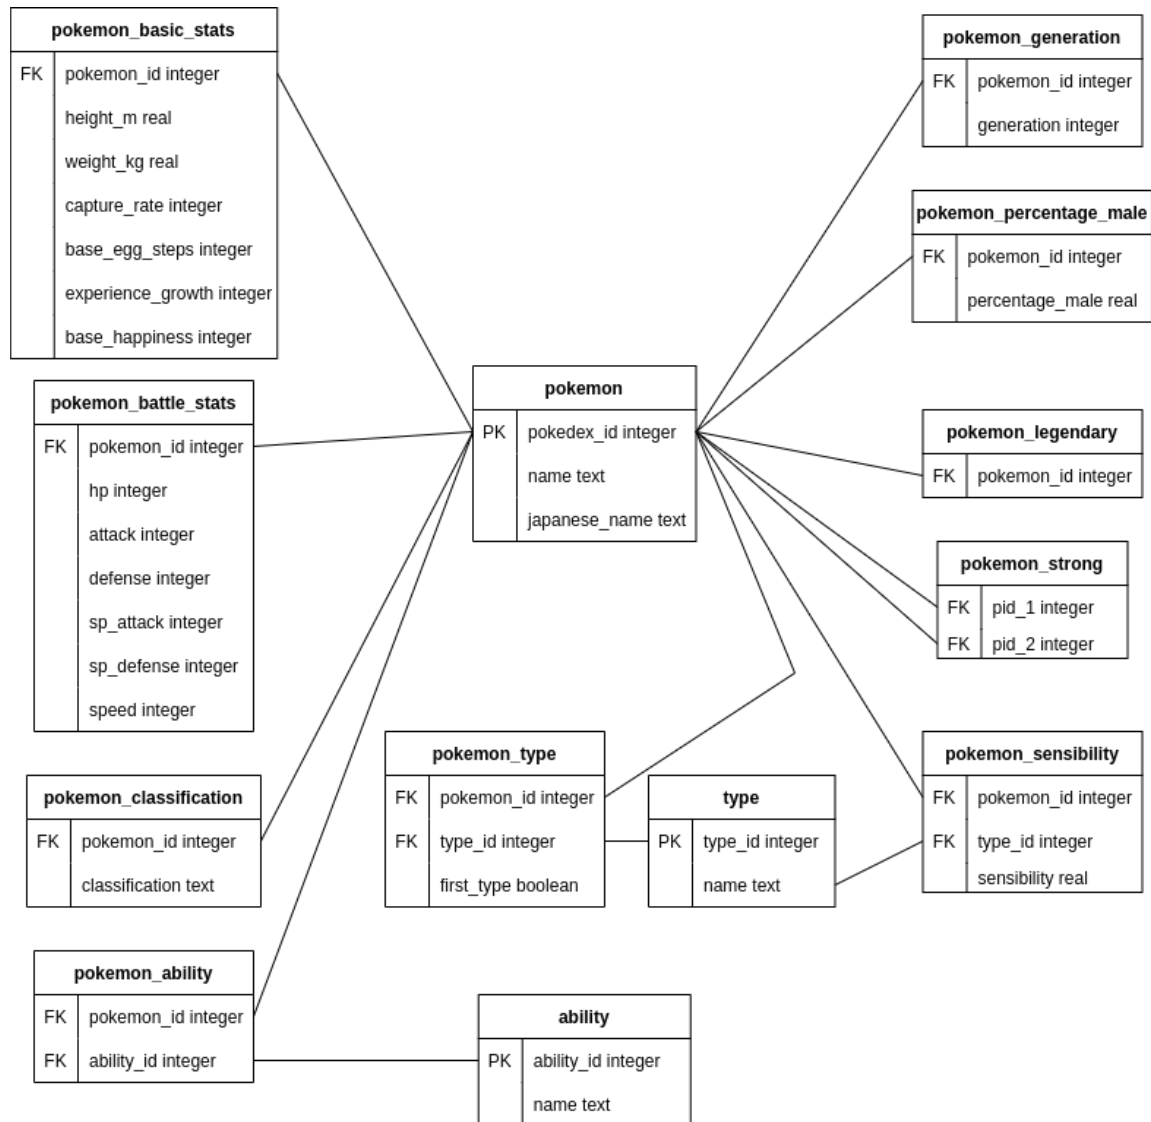 pokemon_basic_stats
FK pokemon_id integer
height_m real
weight_kg real
capture_rate integer
base_egg_steps integer
experience_growth integer
base_happiness integer
pokemon_generation
FK pokemon_id integer
generation integer
pokemon_percentage_male
FK pokemon_id integer
percentage_male real
pokemon_battle_stats
FK pokemon_id integer
hp integer
attack integer
defense integer
sp_attack integer
sp_defense integer
speed integer
pokemon
PK pokedex_id integer
name text
japanese_name text
pokemon_legendary
FK pokemon_id integer
pokemon_strong
FK pid_1 integer
FK pid_2 integer
pokemon_classification
FK pokemon_id integer
classification text
pokemon_type
FK pokemon_id integer
FK type_id integer
first_type boolean
type
PK type_id integer
name text
pokemon_sensibility
FK pokemon_id integer
FK type_id integer
sensibility real
pokemon_ability
FK pokemon_id integer
FK ability_id integer
ability
PK ability_id integer
name text